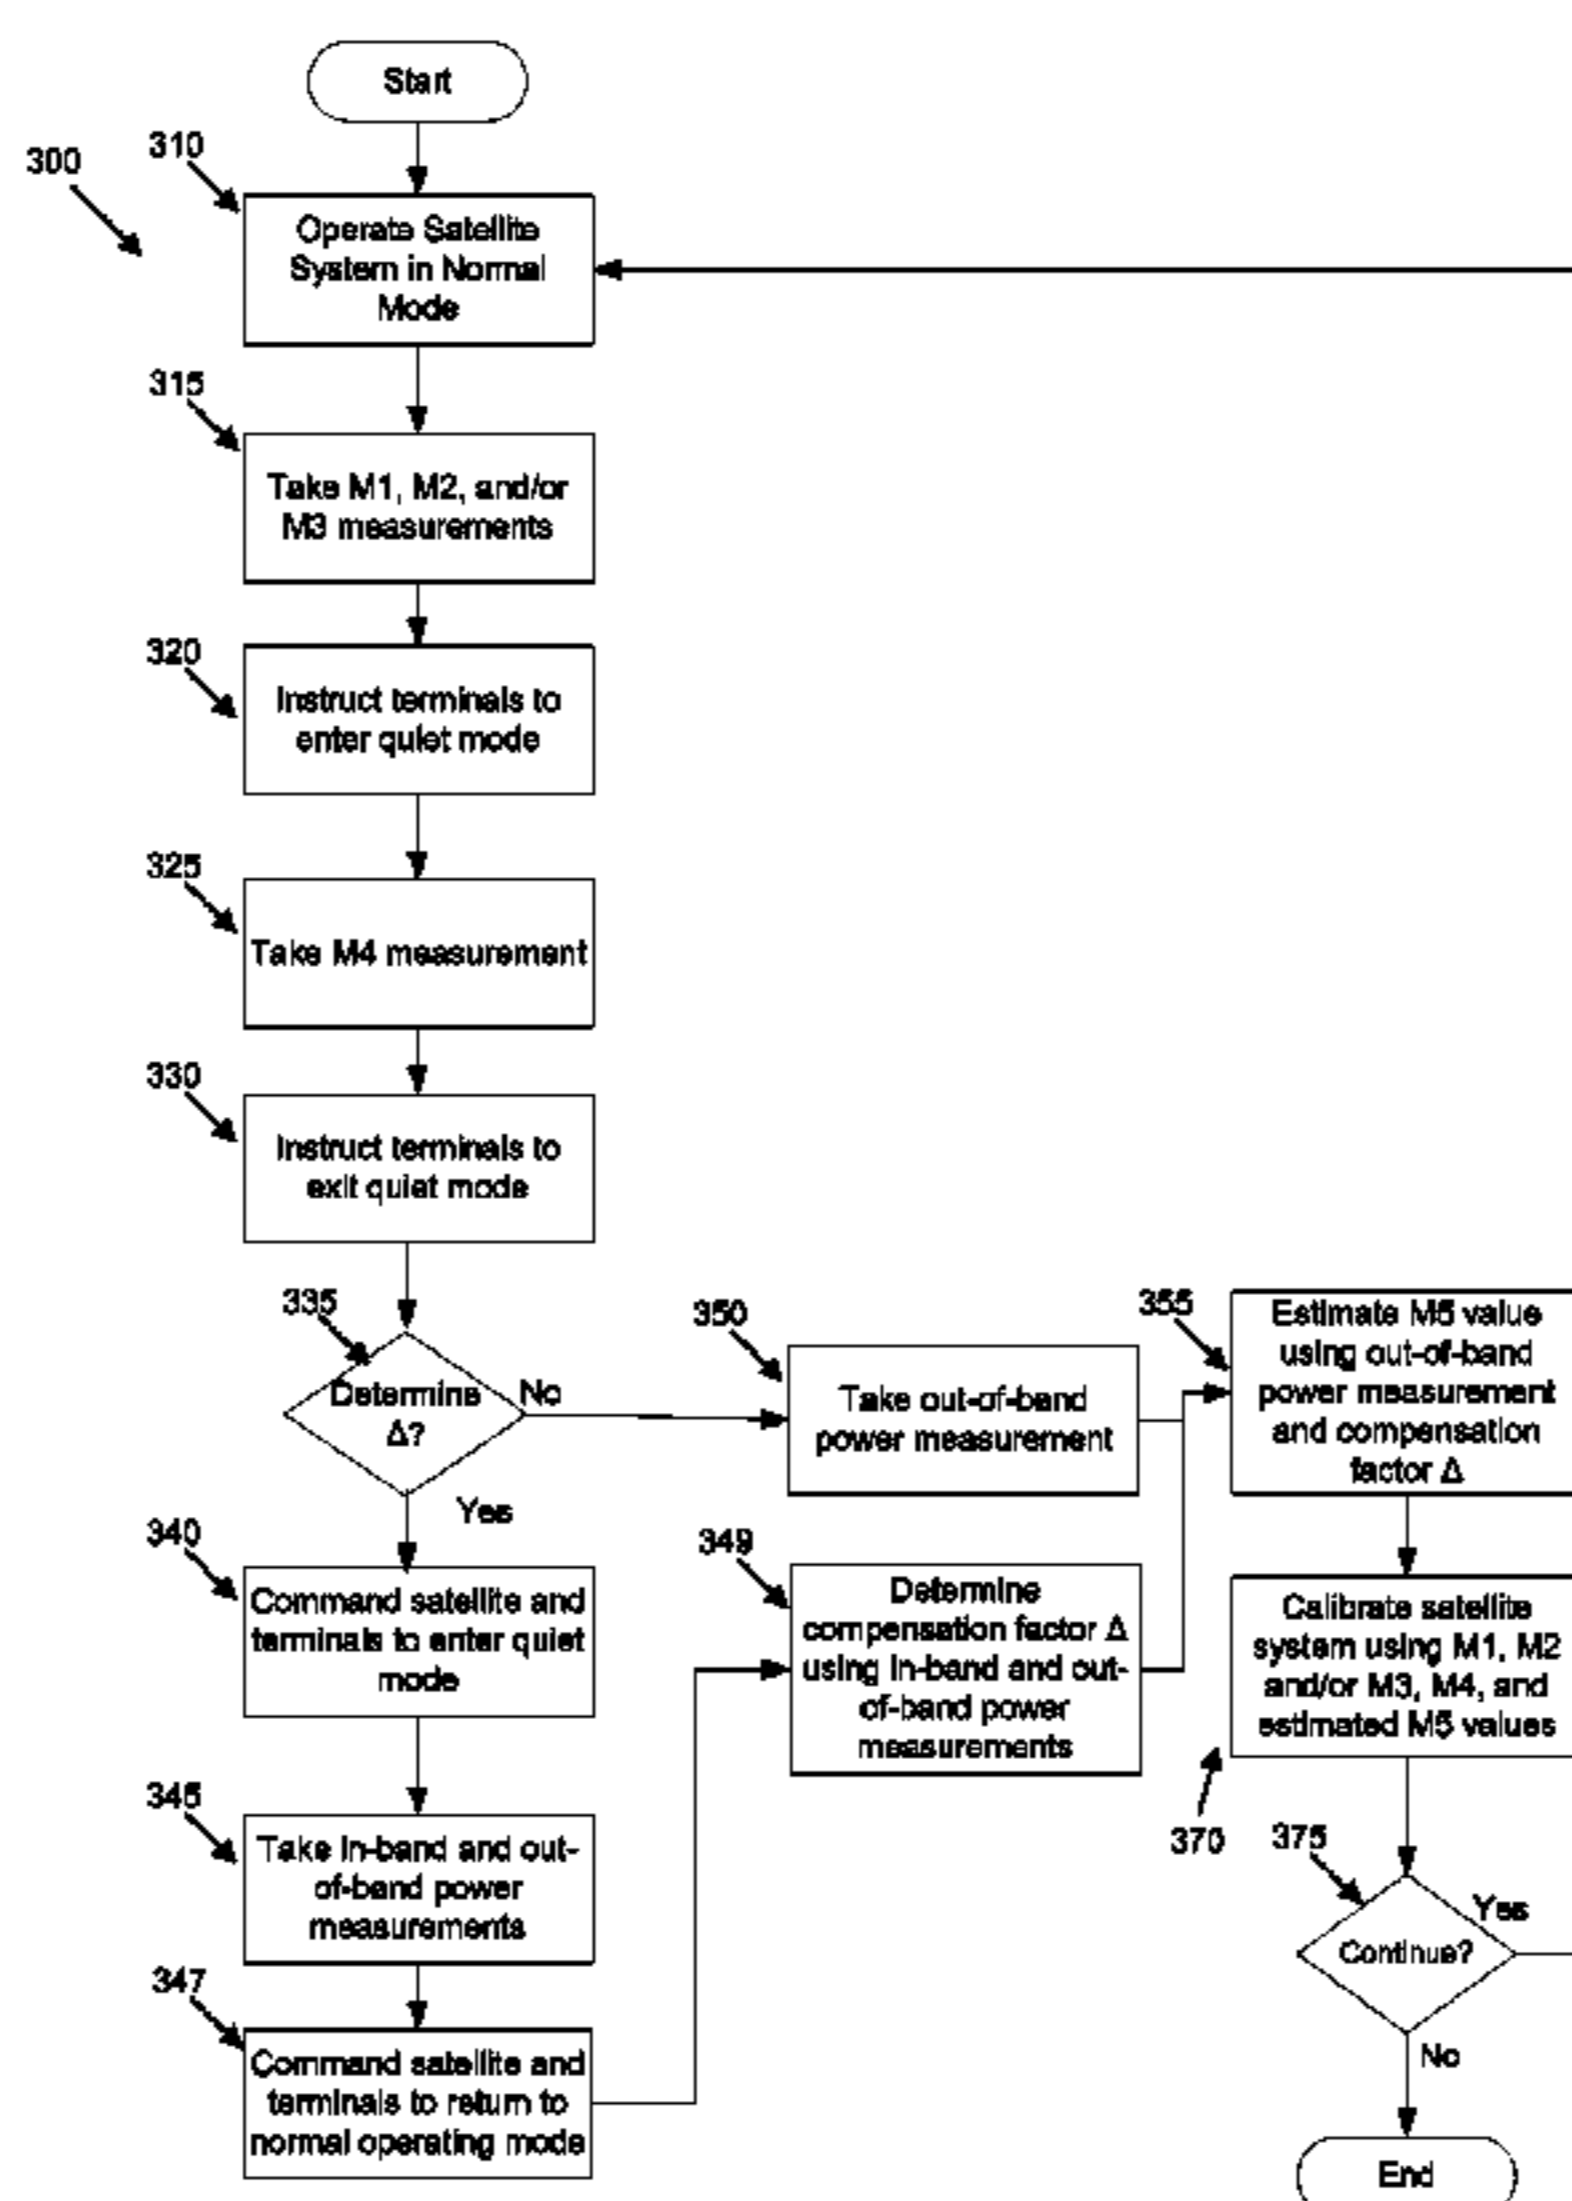 Start
300
310
Operate Satellite
System in Normal
Mode
315
Take M1, M2, and/or
M3 measurements
320
Instruct terminals to
enter quiet mode
325
Take M4 measurement
330
Instruct terminals to
exit quiet mode
335
Determine
Δ?
No
Yes
340
Command satellite and
terminals to enter quiet
mode
345
Take in-band and out-
of-band power
measurements
347
Command satellite and
terminals to return to
normal operating mode
350
Take out-of-band
power measurement
349
Determine
compensation factor Δ
using in-band and out-
of-band power
measurements
355
Estimate M5 value
using out-of-band
power measurement
and compensation
factor Δ
Calibrate satellite
system using M1, M2
and/or M3, M4, and
estimated M5 values
370
375
Continue?
Yes
No
End